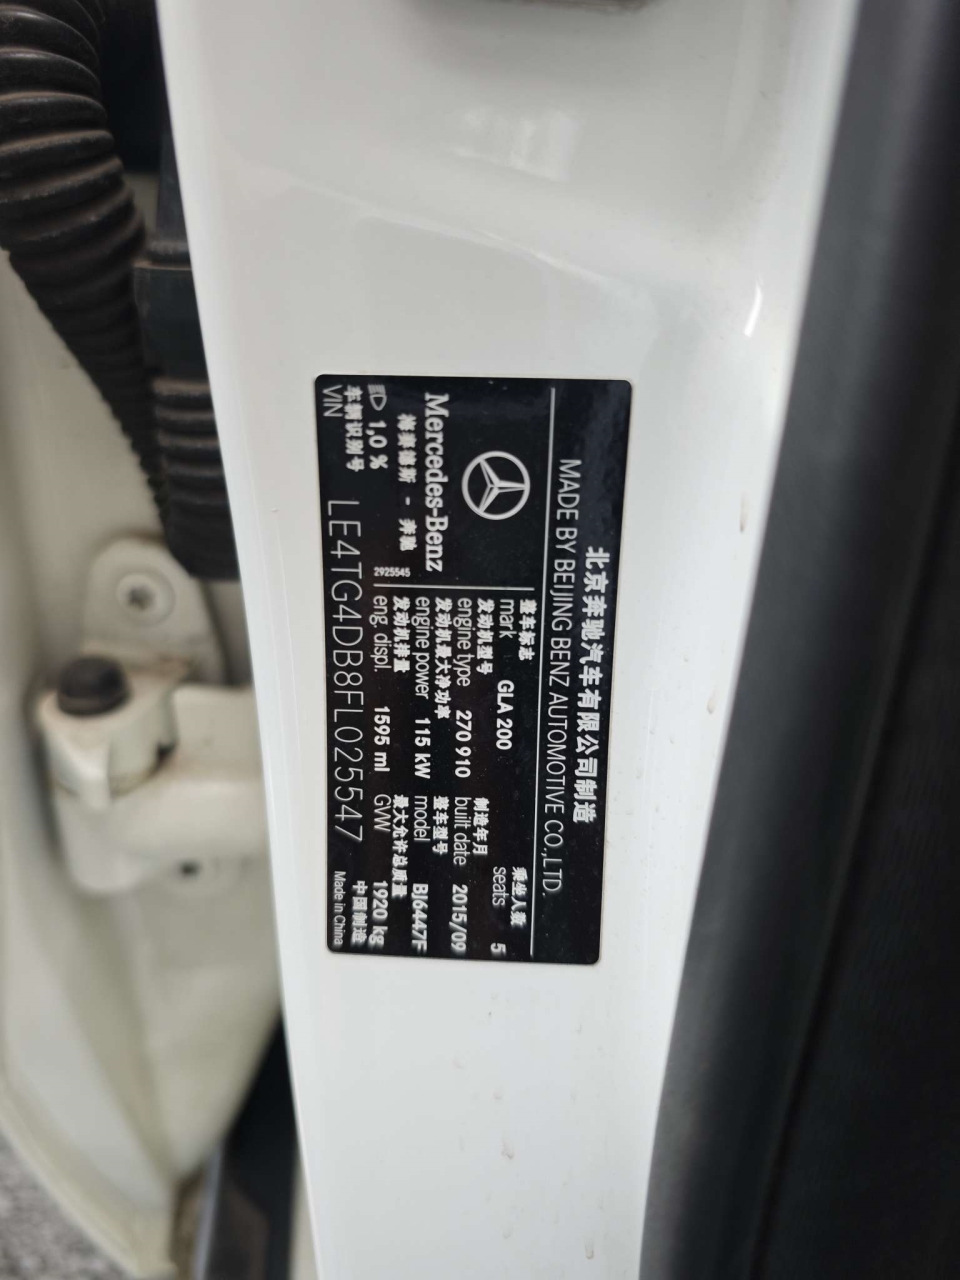 北京奔驰汽车有限公司制造
MADE BY BEIJING BENZ AUTOMOTIVE CO.,LTD.
Mercedes-Benz
梅赛德斯 - 奔驰
2925545
整车标志
mark GLA 200
乘坐人数
seats 5
发动机型号
engine type 270 910
制造年月
built date 2015/09
发动机最大净功率
engine power 115 kW
整车型号
model BJ6447F
发动机排量
eng. displ. 1595 ml
最大允许总质量
GVW 1920 kg
1,0 %
车辆识别号
VIN LE4TG4DB8FL025547
中国制造
Made in China